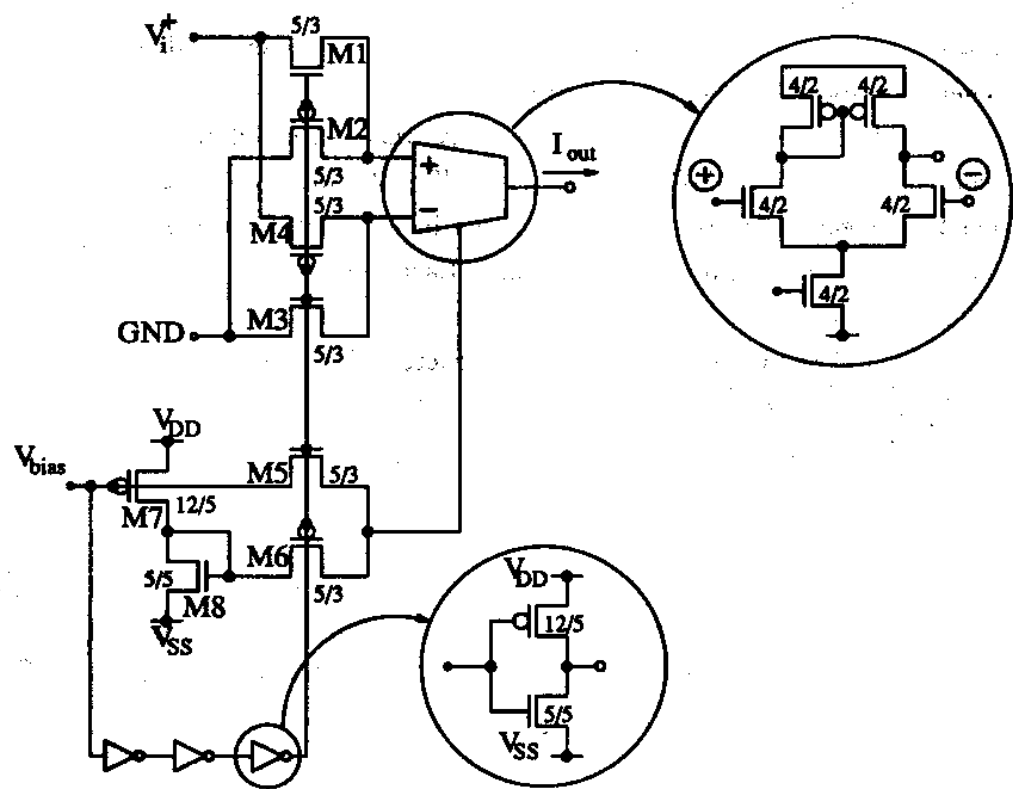 5/3
V_i^+
M1
M2
5/3
5/3
M4
+
−
I_out
4/2 4/2
+
−
4/2 4/2
4/2
GND
M3
5/3
V_DD
V_bias
M5
5/3
12/5
M7
M6
5/5
M8
5/3
V_SS
V_DD
12/5
5/5
V_SS